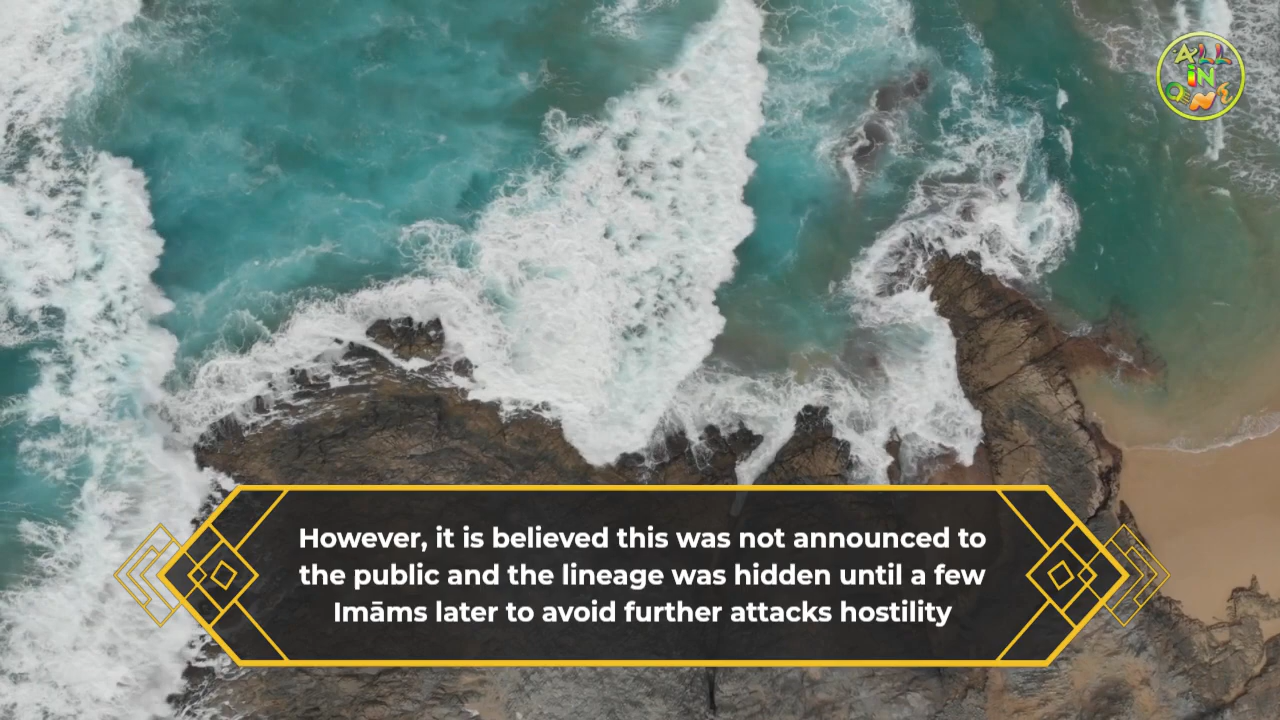 ALL
iN
ONE
However, it is believed this was not announced to
the public and the lineage was hidden until a few
Imāms later to avoid further attacks hostility